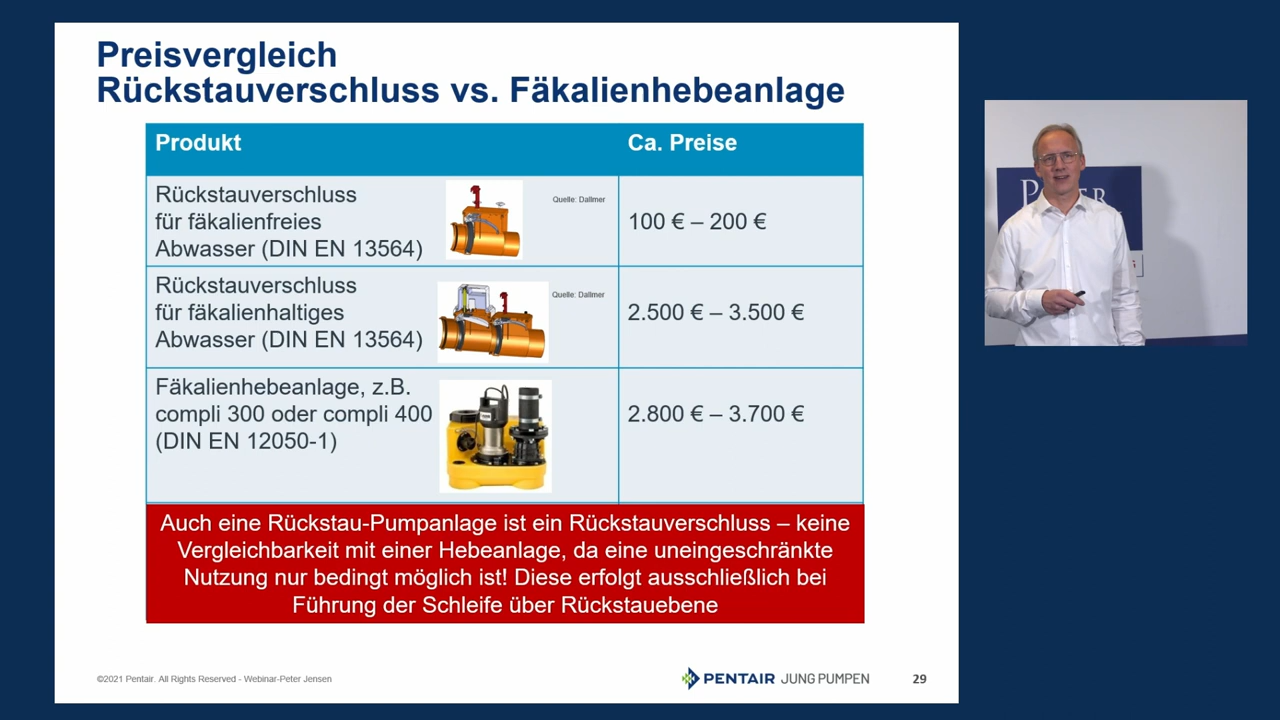 Preisvergleich
Rückstauverschluss vs. Fäkalienhebeanlage
Produkt
Ca. Preise
Rückstauverschluss
für fäkalienfreies
Abwasser (DIN EN 13564)
Quelle: Dallmer
100 € – 200 €
Rückstauverschluss
für fäkalienhaltiges
Abwasser (DIN EN 13564)
Quelle: Dallmer
2.500 € – 3.500 €
Fäkalienhebeanlage, z.B.
compli 300 oder compli 400
(DIN EN 12050-1)
2.800 € – 3.700 €
Auch eine Rückstau-Pumpanlage ist ein Rückstauverschluss – keine
Vergleichbarkeit mit einer Hebeanlage, da eine uneingeschränkte
Nutzung nur bedingt möglich ist! Diese erfolgt ausschließlich bei
Führung der Schleife über Rückstauebene
©2021 Pentair. All Rights Reserved - Webinar-Peter Jensen
PENTAIR JUNG PUMPEN
29